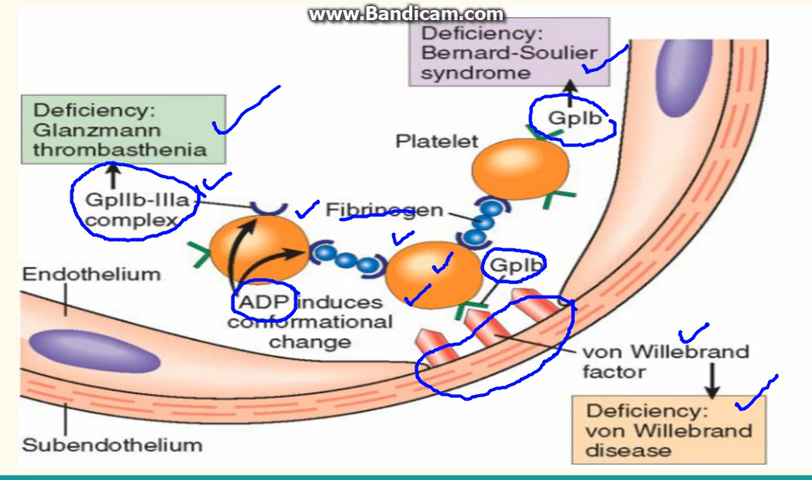 www.Bandicam.com
Deficiency:
Bernard-Soulier
syndrome
Deficiency:
Glanzmann
thrombasthenia
GpIb
Platelet
GpIIb-IIIa
complex
Fibrinogen
GpIb
Endothelium
ADP induces
conformational
change
von Willebrand
factor
Deficiency:
von Willebrand
disease
Subendothelium